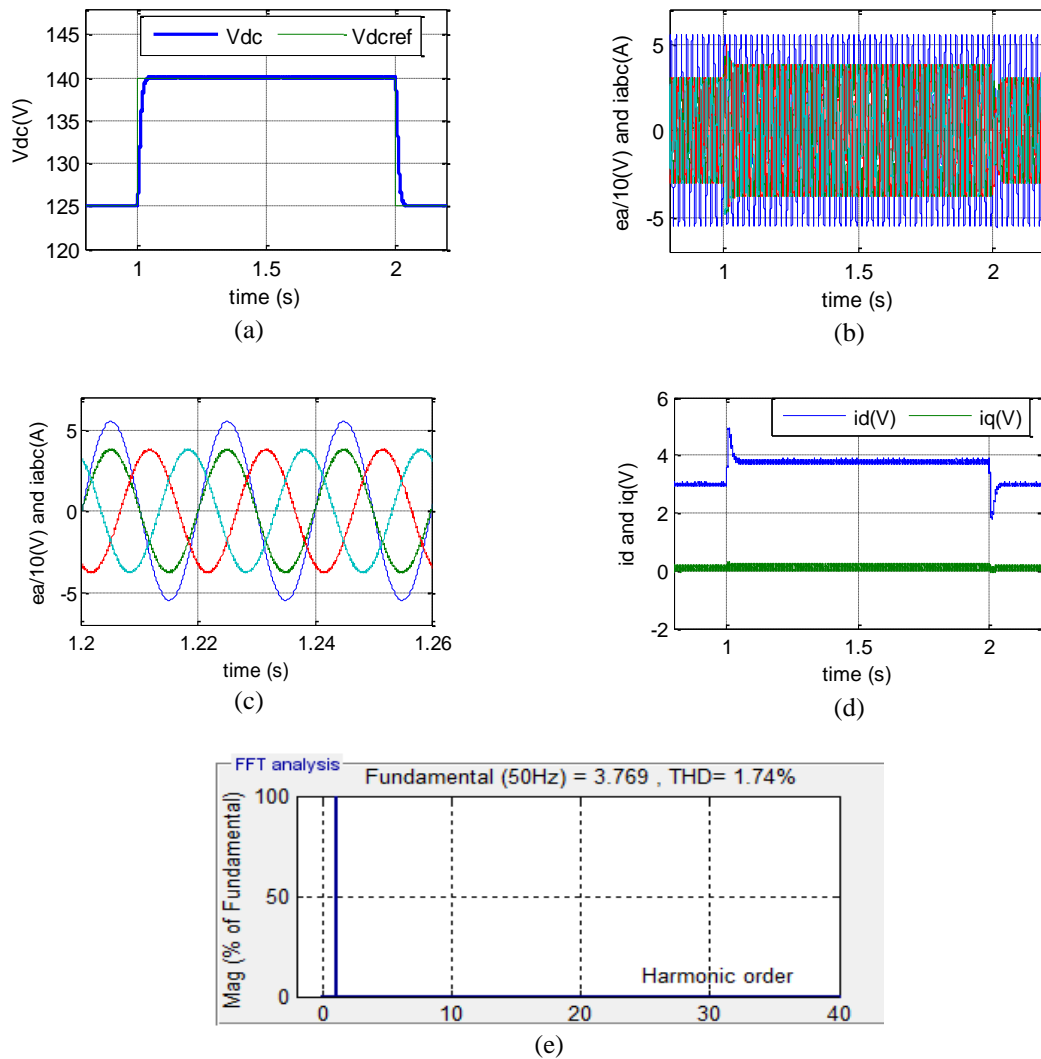 145
140
135
130
125
120
Vdc(V)
Vdc
Vdcref
1
1.5
2
time (s)
(a)
5
0
-5
ea/10(V) and iabc(A)
1
1.5
2
time (s)
(b)
5
0
-5
ea/10(V) and iabc(A)
1.2
1.22
1.24
1.26
time (s)
(c)
6
4
2
0
-2
id and iq(V)
id(V)
iq(V)
1
1.5
2
time (s)
(d)
FFT analysis
Fundamental (50Hz) = 3.769 , THD= 1.74%
100
50
0
Mag (% of Fundamental)
Harmonic order
0
10
20
30
40
(e)